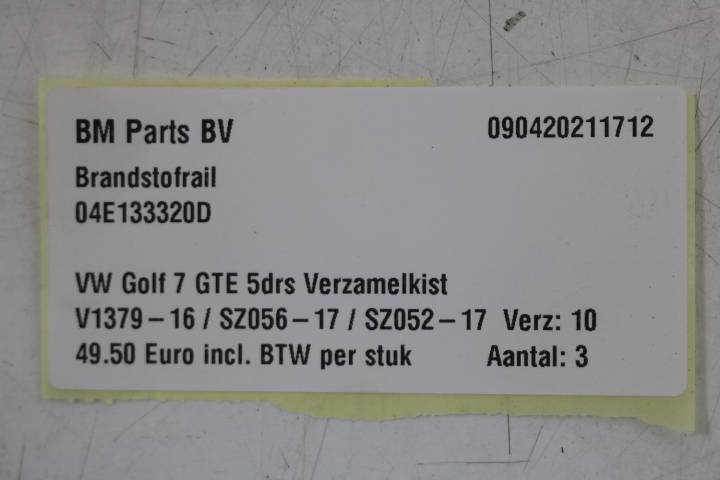 BM Parts BV 090420211712
Brandstofrail
04E133320D
VW Golf 7 GTE 5drs Verzamelkist
V1379-16 / SZ056-17 / SZ052-17 Verz: 10
49.50 Euro incl. BTW per stuk Aantal: 3